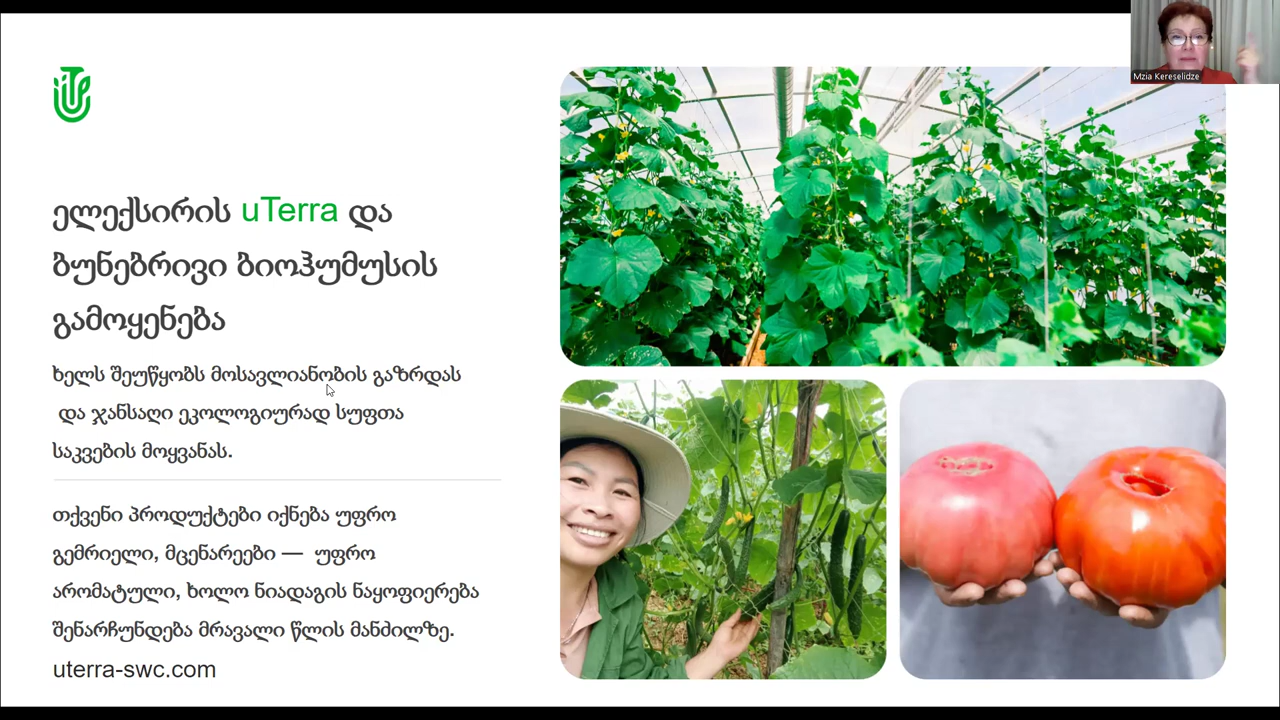 Mzia Kereselidze
ელექსირის uTerra და
ბუნებრივი ბიოჰუმუსის
გამოყენება
ხელს შეუწყობს მოსავლიანობის გაზრდას
და ჯანსაღი ეკოლოგიურად სუფთა
საკვების მოყვანას.
თქვენი პროდუქტები იქნება უფრო
გემრიელი, მცენარეები — უფრო
არომატული, ხოლო ნიადაგის ნაყოფიერება
შენარჩუნდება მრავალი წლის მანძილზე.
uterra-swc.com